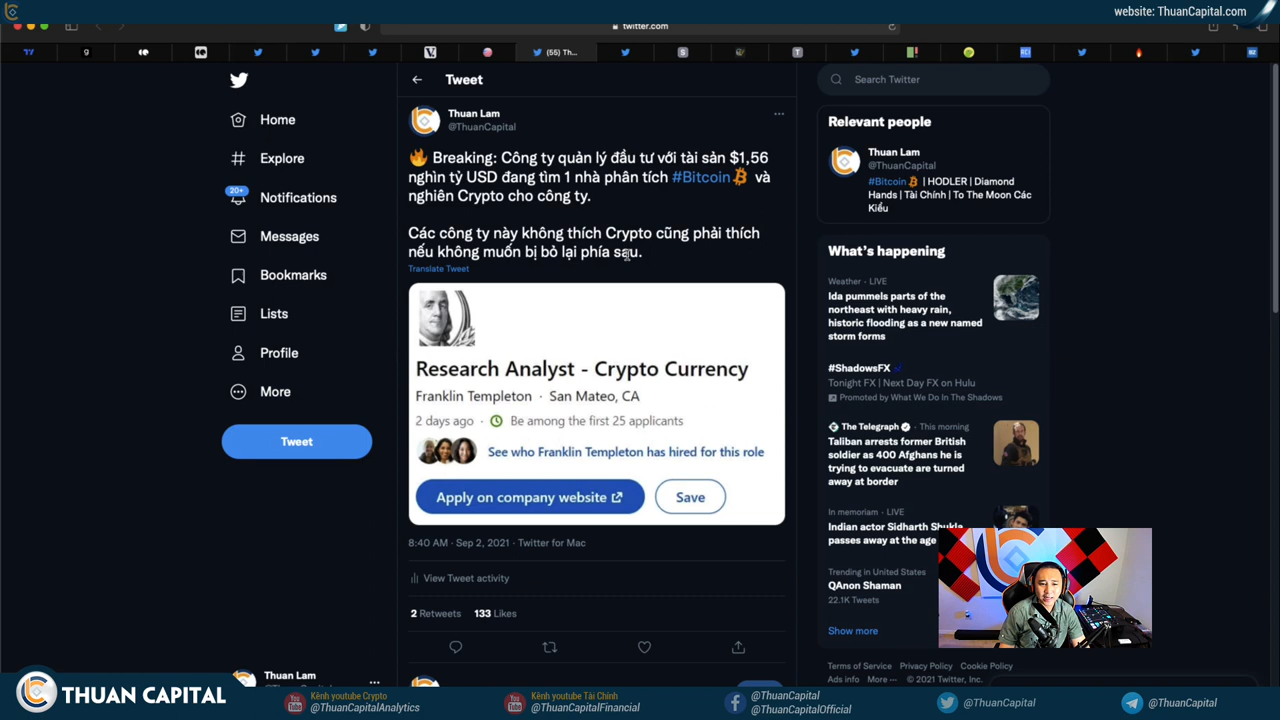 website: ThuanCapital.com
twitter.com
(55) Th...
Tweet
Search Twitter
Home
Explore
20+
Notifications
Messages
Bookmarks
Lists
Profile
More
Tweet
Thuan Lam
@ThuanCapital
🔥 Breaking: Công ty quản lý đầu tư với tài sản $1,56
nghìn tỷ USD đang tìm 1 nhà phân tích #Bitcoin và
nghiên Crypto cho công ty.
Các công ty này không thích Crypto cũng phải thích
nếu không muốn bị bỏ lại phía sau.
Translate Tweet
Research Analyst - Crypto Currency
Franklin Templeton · San Mateo, CA
2 days ago · Be among the first 25 applicants
See who Franklin Templeton has hired for this role
Apply on company website
Save
8:40 AM · Sep 2, 2021 · Twitter for Mac
View Tweet activity
2 Retweets 133 Likes
Relevant people
Thuan Lam
@ThuanCapital
#Bitcoin | HODLER | Diamond
Hands | Tài Chính | To The Moon Các
Kiểu
What's happening
Weather · LIVE
Ida pummels parts of the
northeast with heavy rain,
historic flooding as a new named
storm forms
#ShadowsFX
Tonight FX | Next Day FX on Hulu
Promoted by What We Do In The Shadows
The Telegraph · This morning
Taliban arrests former British
soldier as 400 Afghans he is
trying to evacuate are turned
away at border
In memoriam · LIVE
Indian actor Sidharth Shukla
passes away at the age
Trending in United States
QAnon Shaman
22.1K Tweets
Show more
Terms of Service Privacy Policy Cookie Policy
Ada info More ··· © 2021 Twitter, Inc.
Thuan Lam
THUAN CAPITAL
Kênh youtube Crypto
@ThuanCapitalAnalytics
Kênh youtube Tài Chính
@ThuanCapitalFinancial
@ThuanCapital
@ThuanCapitalOfficial
@ThuanCapital
@ThuanCapital